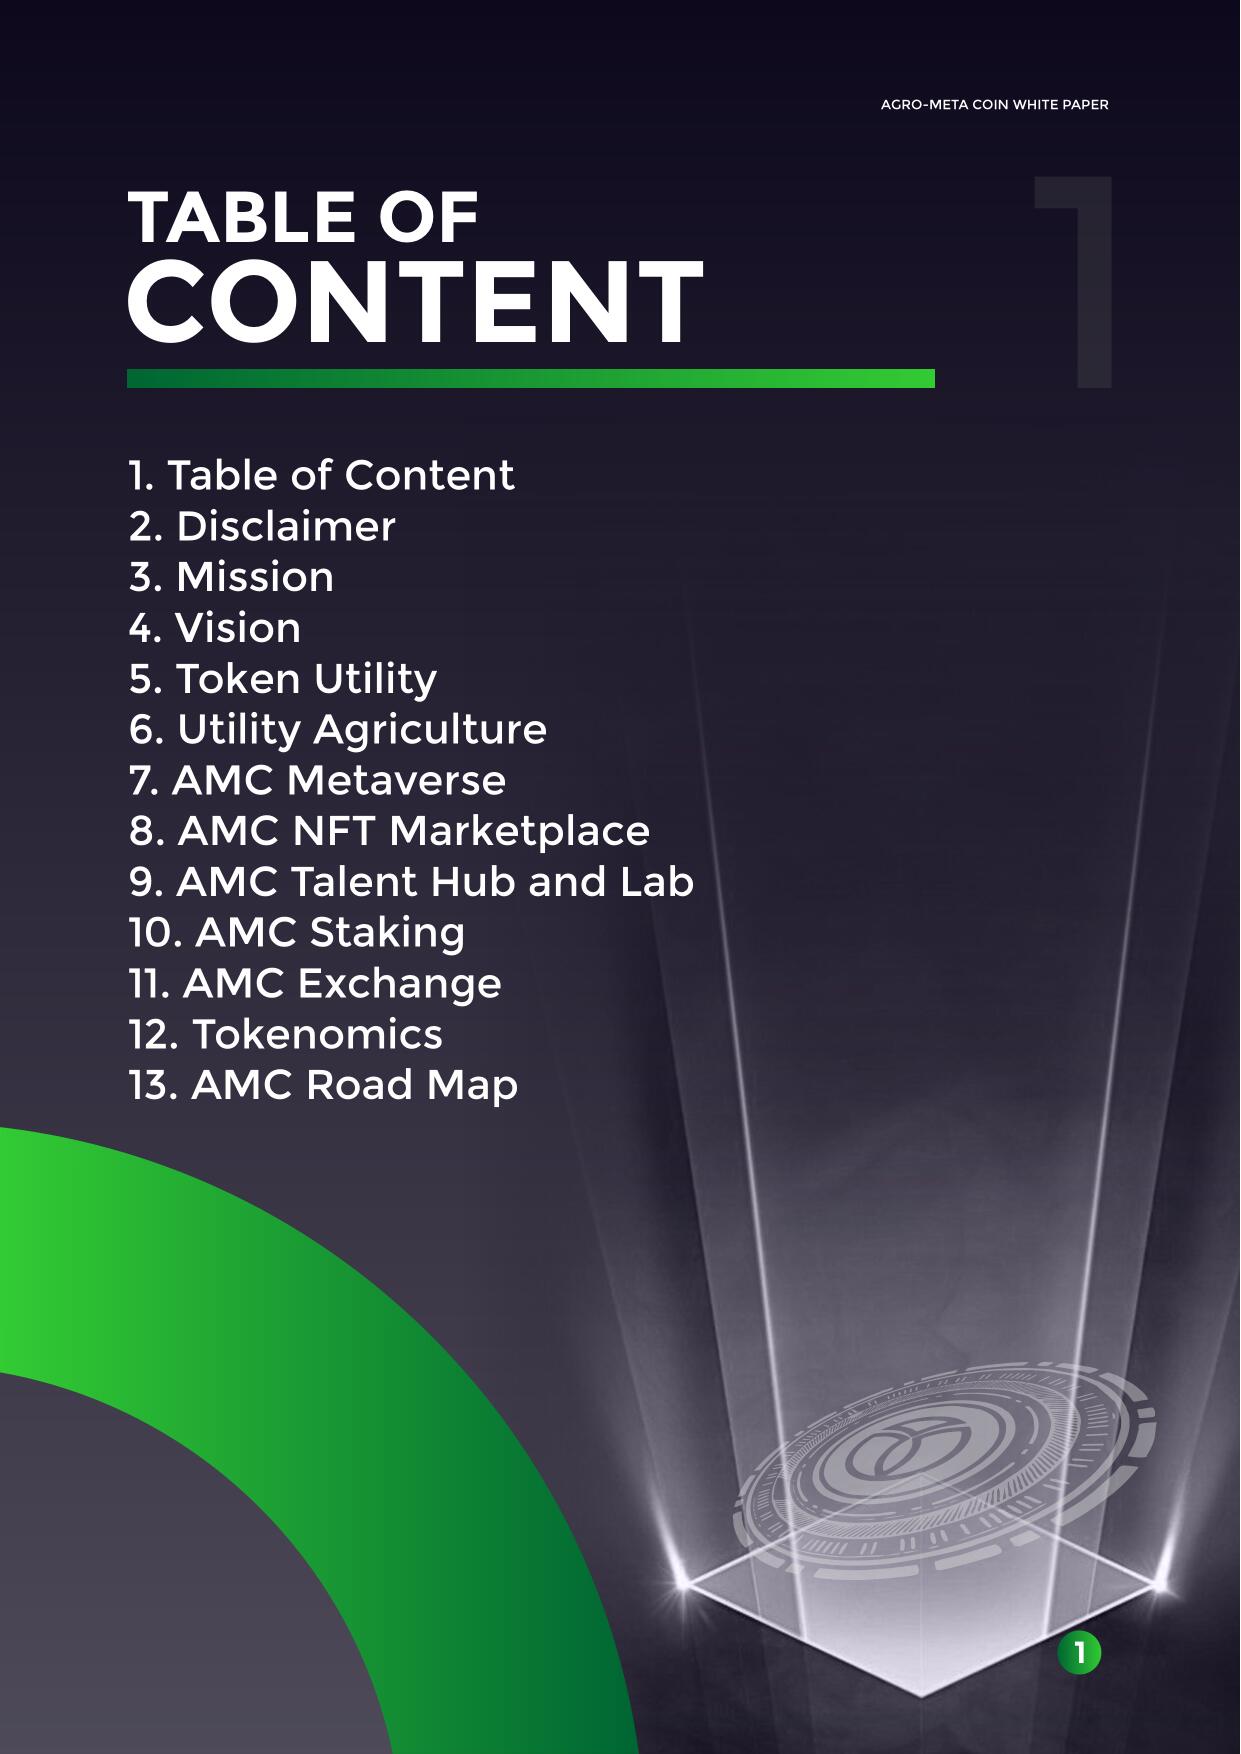 AGRO-META COIN WHITE PAPER
TABLE OF
CONTENT
1
1. Table of Content
2. Disclaimer
3. Mission
4. Vision
5. Token Utility
6. Utility Agriculture
7. AMC Metaverse
8. AMC NFT Marketplace
9. AMC Talent Hub and Lab
10. AMC Staking
11. AMC Exchange
12. Tokenomics
13. AMC Road Map
1